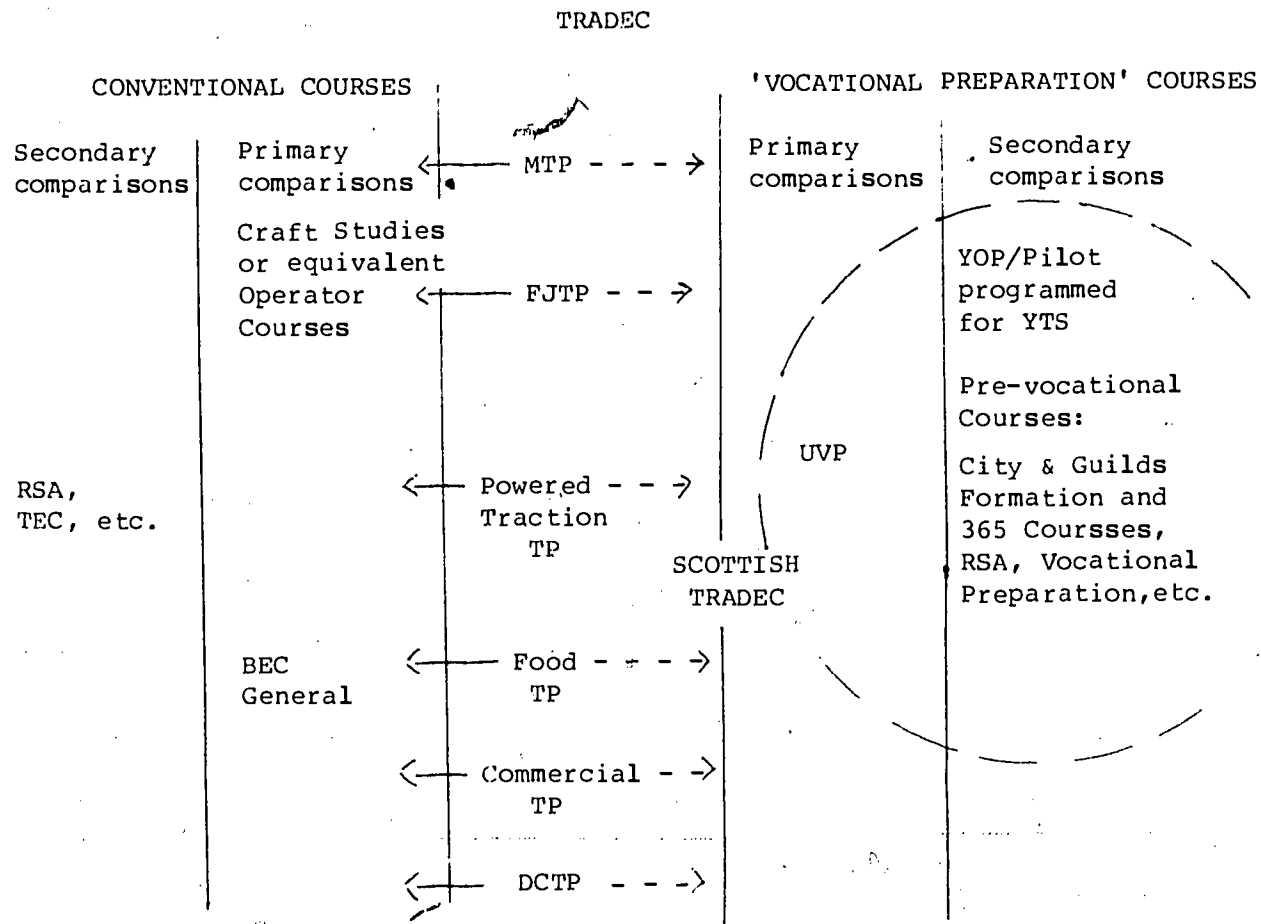 TRADEC
CONVENTIONAL COURSES
'VOCATIONAL PREPARATION' COURSES
Secondary
comparisons
Primary
comparisons
Craft Studies
or equivalent
Operator
Courses
RSA,
TEC, etc.
BEC
General
MTP
FJTP
Powered
Traction
TP
Food
TP
Commercial
TP
DCTP
SCOTTISH
TRADEC
Primary
comparisons
UVP
Secondary
comparisons
YOP/Pilot
programmed
for YTS
Pre-vocational
Courses:
City & Guilds
Formation and
365 Coursses,
RSA, Vocational
Preparation,etc.